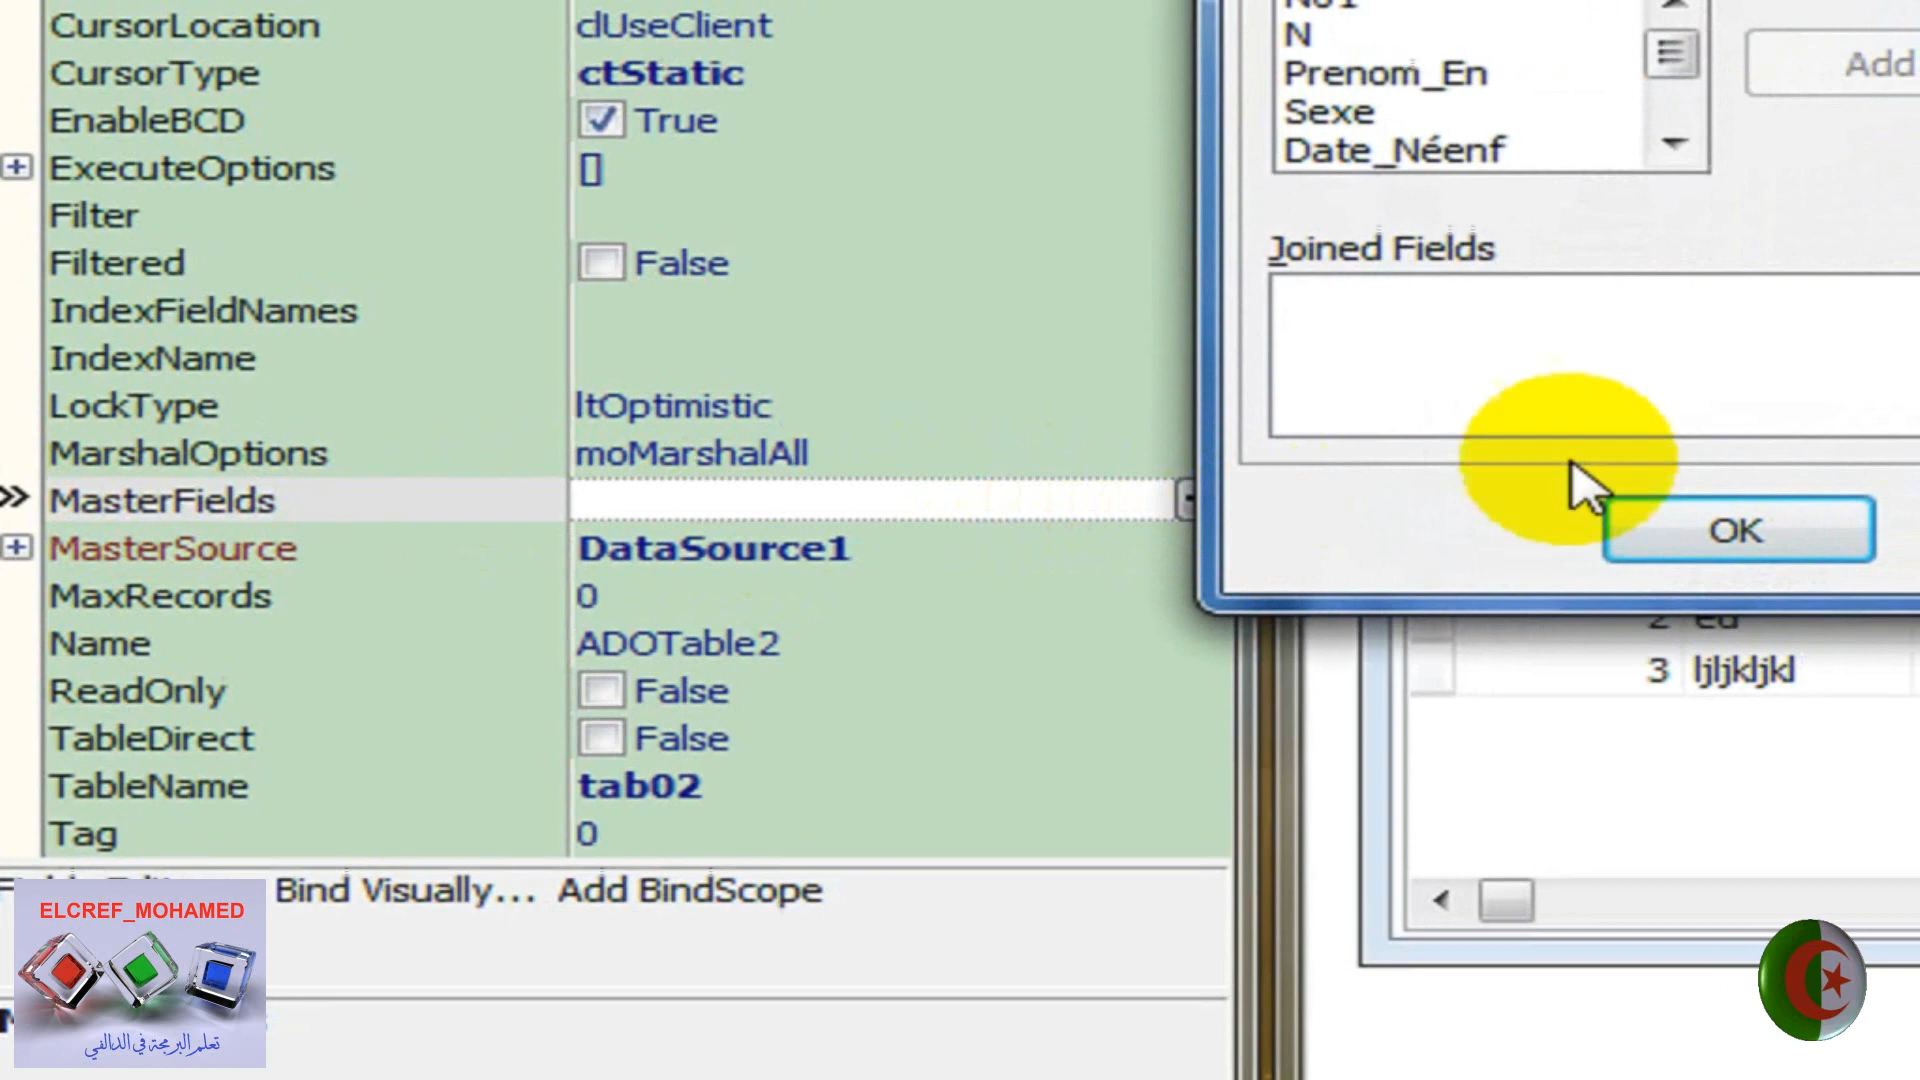 CursorLocation clUseClient
CursorType ctStatic
EnableBCD True
ExecuteOptions []
Filter
Filtered False
IndexFieldNames
IndexName
LockType ltOptimistic
MarshalOptions moMarshalAll
MasterFields
MasterSource DataSource1
MaxRecords 0
Name ADOTable2
ReadOnly False
TableDirect False
TableName tab02
Tag 0
Bind Visually... Add BindScope
N
Prenom_En
Sexe
Date_Néenf
Add
Joined Fields
OK
3 ljljkljkl
ELCREF_MOHAMED
تعلم البرمجة في الدالفي